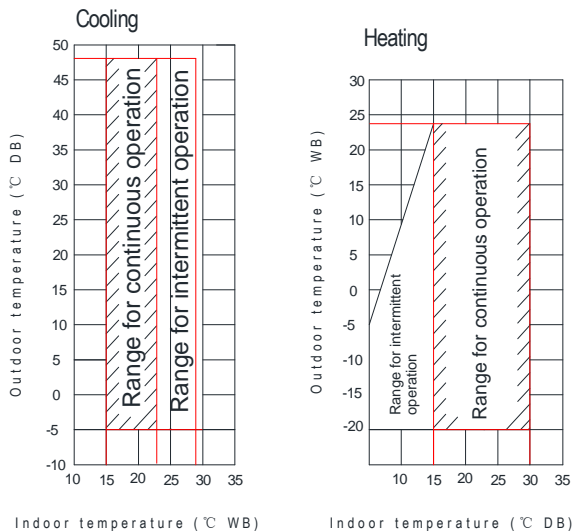 Cooling
50
45
40
35
30
25
20
15
10
5
0
-5
-10
10 15 20 25 30 35
Outdoor temperature (℃ DB)
Range for continuous operation
Range for intermittent operation
Indoor temperature (℃ WB)
Heating
30
25
20
15
10
5
0
-5
-10
-15
-20
10 15 20 25 30 35
Outdoor temperature (℃ WB)
Range for intermittent
operation
Range for continuous operation
Indoor temperature (℃ DB)